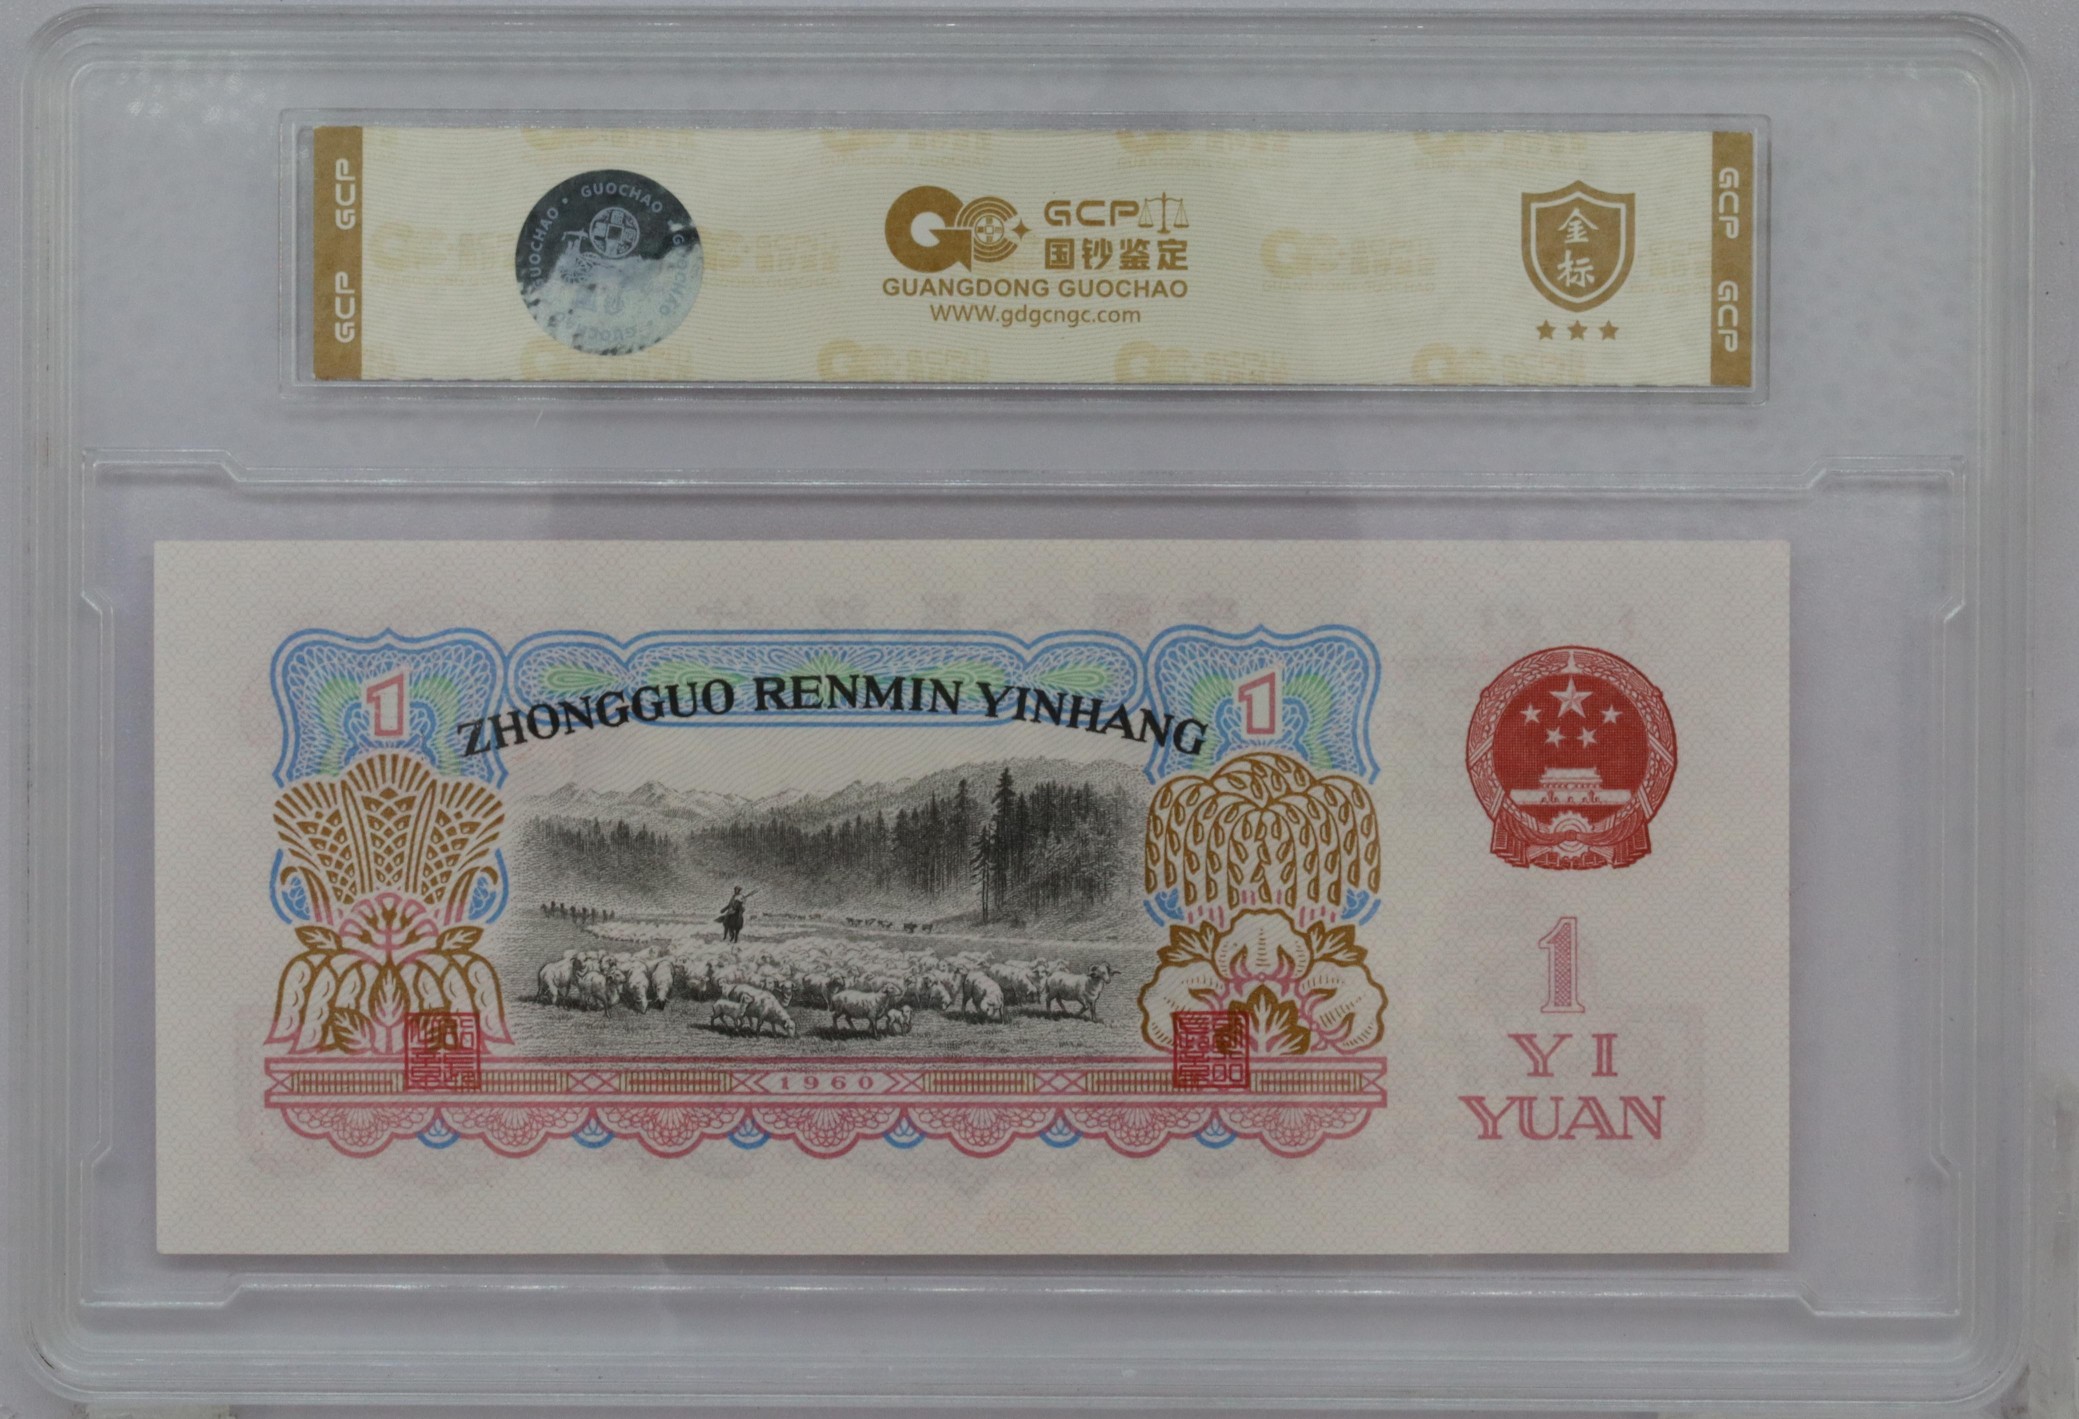 GCP GCP
GUOCHAO • GUOCHAO
GCP
国钞鉴定
GUANGDONG GUOCHAO
WWW.gdgcngc.com
金
标
GCP GCP
1
ZHONGGUO RENMIN YINHANG
1
1960
1
YI
YUAN